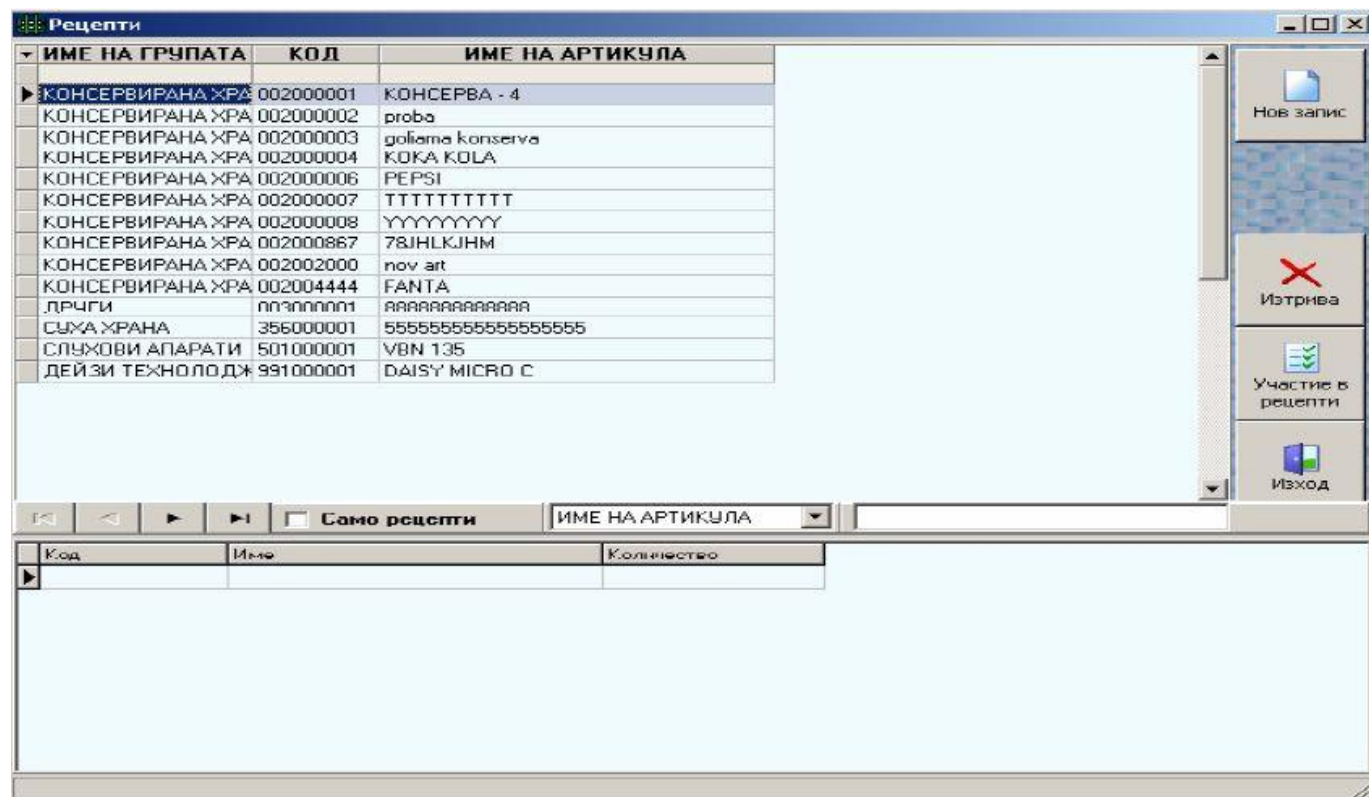 Рецепти
ИМЕ НА ГРУПАТА КОД ИМЕ НА АРТИКУЛА
КОНСЕРВИРАНА ХРА 002000001 КОНСЕРВА - 4
КОНСЕРВИРАНА ХРА 002000002 proba
КОНСЕРВИРАНА ХРА 002000003 goliama konserva
КОНСЕРВИРАНА ХРА 002000004 KOKA KOLA
КОНСЕРВИРАНА ХРА 002000006 PEPSI
КОНСЕРВИРАНА ХРА 002000007 TTTTTTTTTT
КОНСЕРВИРАНА ХРА 002000008 YYYYYYYYY
КОНСЕРВИРАНА ХРА 002000867 78JHLKJHM
КОНСЕРВИРАНА ХРА 002002000 nov art
КОНСЕРВИРАНА ХРА 002004444 FANTA
ДРУГИ 003000001 8888888888888
СУХА ХРАНА 356000001 555555555555555555
СЛУХОВИ АПАРАТИ 501000001 VBN 135
ДЕЙЗИ ТЕХНОЛОДЖ 991000001 DAISY MICRO C
Нов запис
Изтрива
Участие в
рецепти
Изход
Само рецепти ИМЕ НА АРТИКУЛА
Код Име Количество